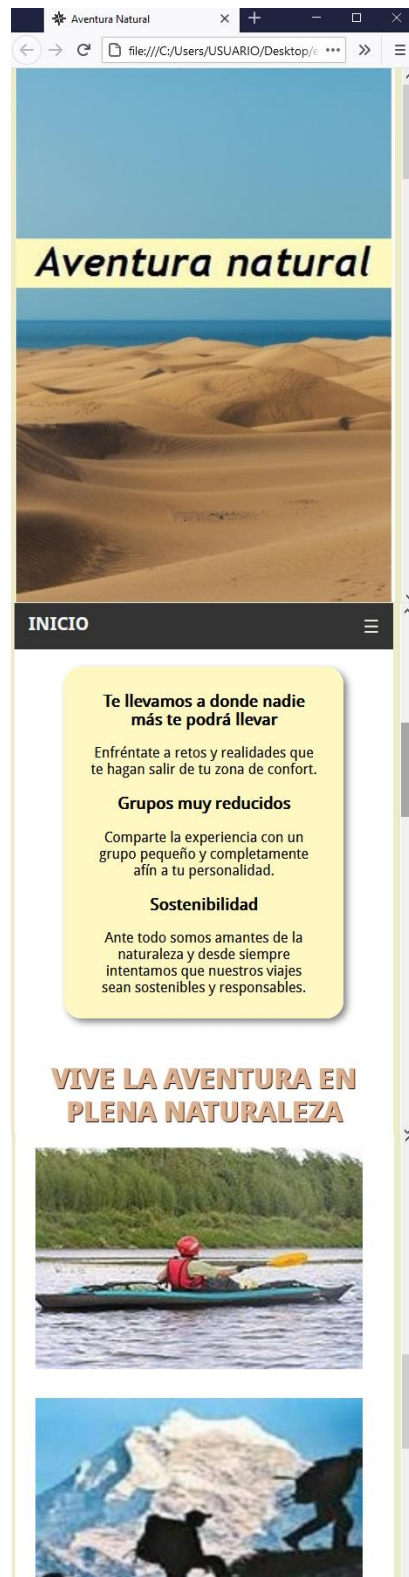 Aventura Natural
file:///C:/Users/USUARIO/Desktop/e
Aventura natural
INICIO
Te llevamos a donde nadie
más te podrá llevar
Enfréntate a retos y realidades que
te hagan salir de tu zona de confort.
Grupos muy reducidos
Comparte la experiencia con un
grupo pequeño y completamente
afín a tu personalidad.
Sostenibilidad
Ante todo somos amantes de la
naturaleza y desde siempre
intentamos que nuestros viajes
sean sostenibles y responsables.
VIVE LA AVENTURA EN
PLENA NATURALEZA